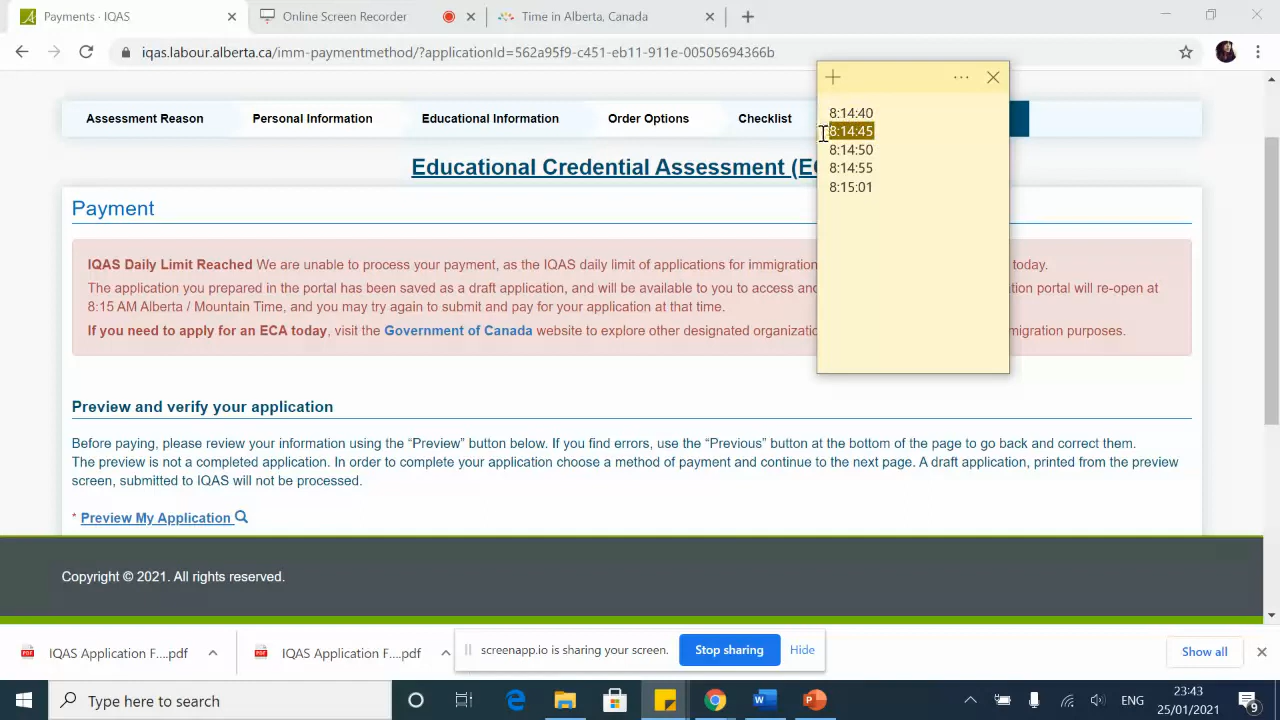 Payments · IQAS
Online Screen Recorder
Time in Alberta, Canada
iqas.labour.alberta.ca/imm-paymentmethod/?applicationId=562a95f9-c451-eb11-911e-00505694366b
Assessment Reason
Personal Information
Educational Information
Order Options
Checklist
8:14:40
8:14:45
8:14:50
8:14:55
8:15:01
Educational Credential Assessment (EC
Payment
IQAS Daily Limit Reached We are unable to process your payment, as the IQAS daily limit of applications for immigration today.
The application you prepared in the portal has been saved as a draft application, and will be available to you to access and portal will re-open at
8:15 AM Alberta / Mountain Time, and you may try again to submit and pay for your application at that time.
If you need to apply for an ECA today, visit the Government of Canada website to explore other designated purposes.
Preview and verify your application
Before paying, please review your information using the “Preview” button below. If you find errors, use the “Previous” button at the bottom of the page to go back and correct them.
The preview is not a completed application. In order to complete your application choose a method of payment and continue to the next page. A draft application, printed from the preview
screen, submitted to IQAS will not be processed.
* Preview My Application
Copyright © 2021. All rights reserved.
IQAS Application F....pdf
IQAS Application F....pdf
screenapp.io is sharing your screen.
Stop sharing
Hide
Show all
Type here to search
ENG
23:43
25/01/2021
9